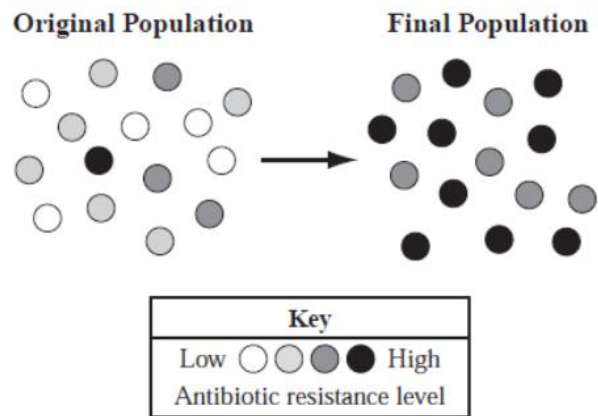 Original Population
Final Population
Key
Low High
Antibiotic resistance level